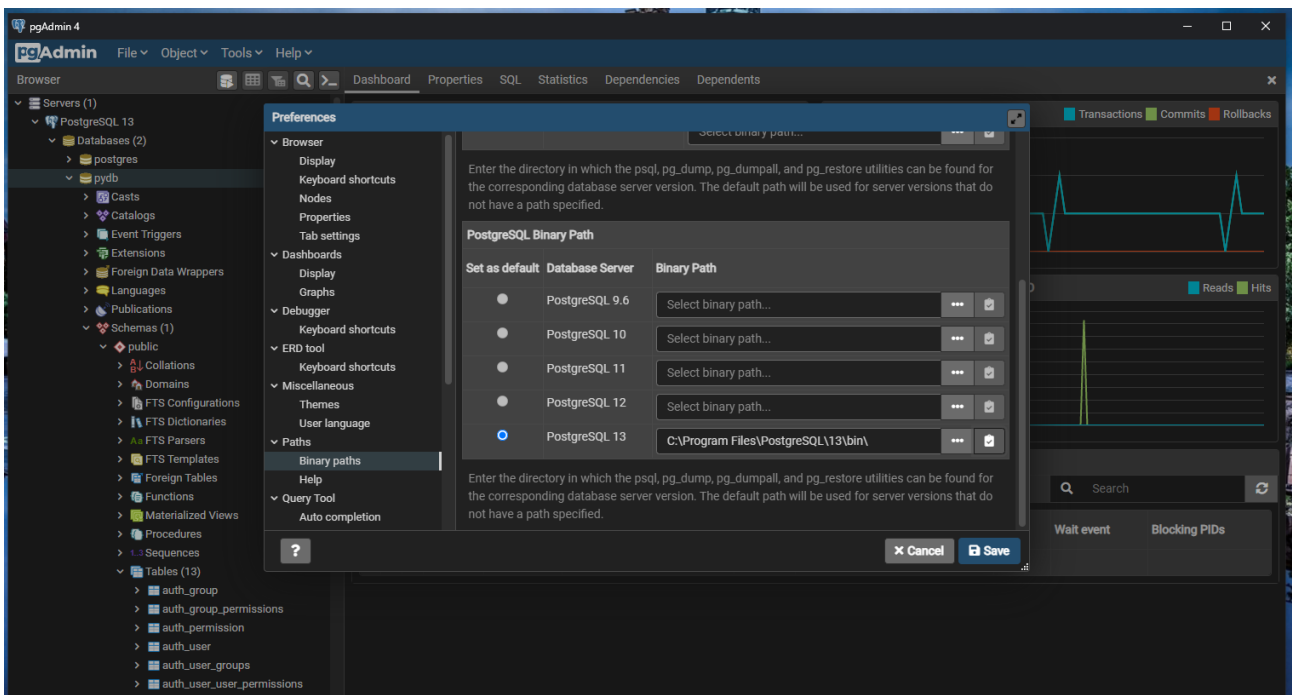 pgAdmin 4
pgAdmin File Object Tools Help
Browser
Dashboard Properties SQL Statistics Dependencies Dependents
Servers (1)
PostgreSQL 13
Databases (2)
postgres
pydb
Casts
Catalogs
Event Triggers
Extensions
Foreign Data Wrappers
Languages
Publications
Schemas (1)
public
Collations
Domains
FTS Configurations
FTS Dictionaries
Aa FTS Parsers
FTS Templates
Foreign Tables
Functions
Materialized Views
Procedures
1..3 Sequences
Tables (13)
auth_group
auth_group_permissions
auth_permission
auth_user
auth_user_groups
auth_user_user_permissions
Preferences
Browser
Display
Keyboard shortcuts
Nodes
Properties
Tab settings
Dashboards
Display
Graphs
Debugger
Keyboard shortcuts
ERD tool
Keyboard shortcuts
Miscellaneous
Themes
User language
Paths
Binary paths
Help
Query Tool
Auto completion
Select binary path...
Enter the directory in which the psql, pg_dump, pg_dumpall, and pg_restore utilities can be found for
the corresponding database server version. The default path will be used for server versions that do
not have a path specified.
PostgreSQL Binary Path
Set as default Database Server Binary Path
PostgreSQL 9.6 Select binary path...
PostgreSQL 10 Select binary path...
PostgreSQL 11 Select binary path...
PostgreSQL 12 Select binary path...
PostgreSQL 13 C:\Program Files\PostgreSQL\13\bin\
Enter the directory in which the psql, pg_dump, pg_dumpall, and pg_restore utilities can be found for
the corresponding database server version. The default path will be used for server versions that do
not have a path specified.
? Cancel Save
Transactions Commits Rollbacks
Reads Hits
Search
Wait event Blocking PIDs